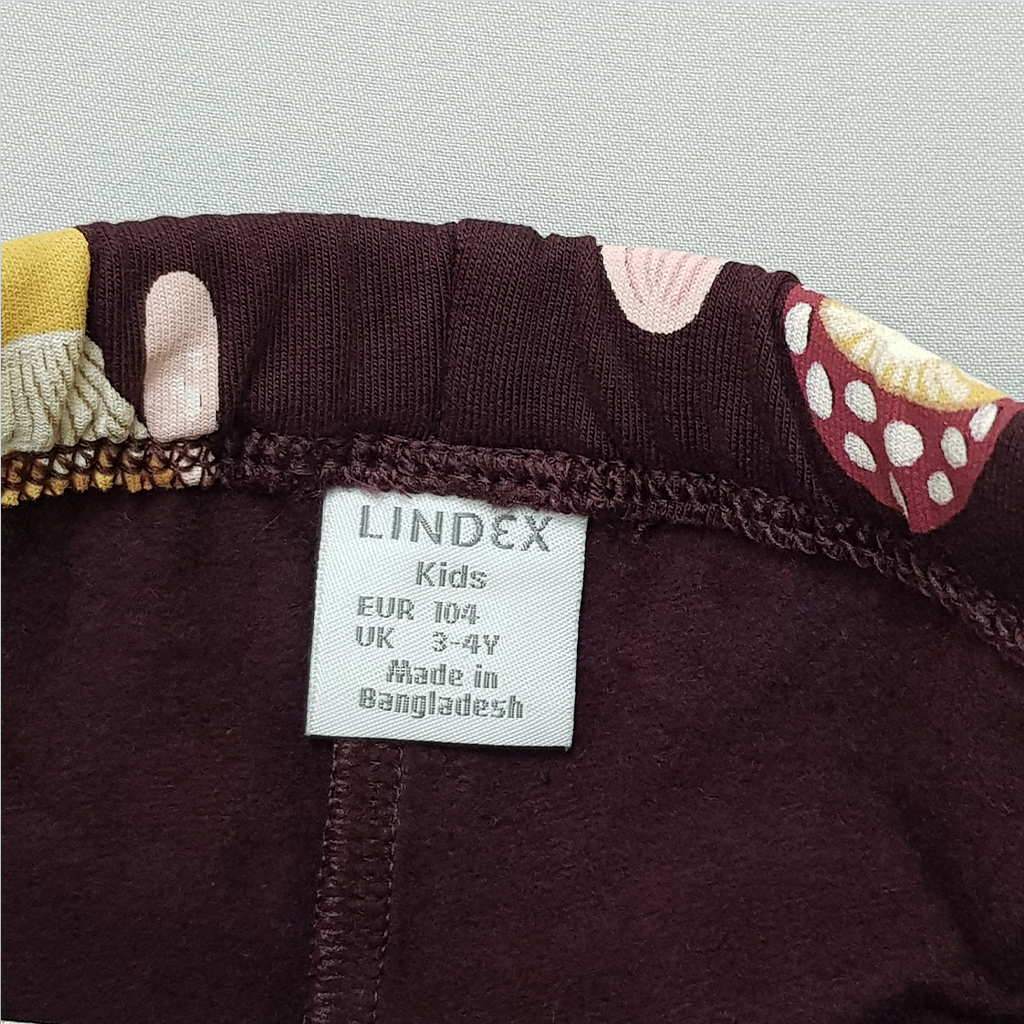 LINDEX
Kids
EUR 104
UK 3-4Y
Made in
Bangladesh